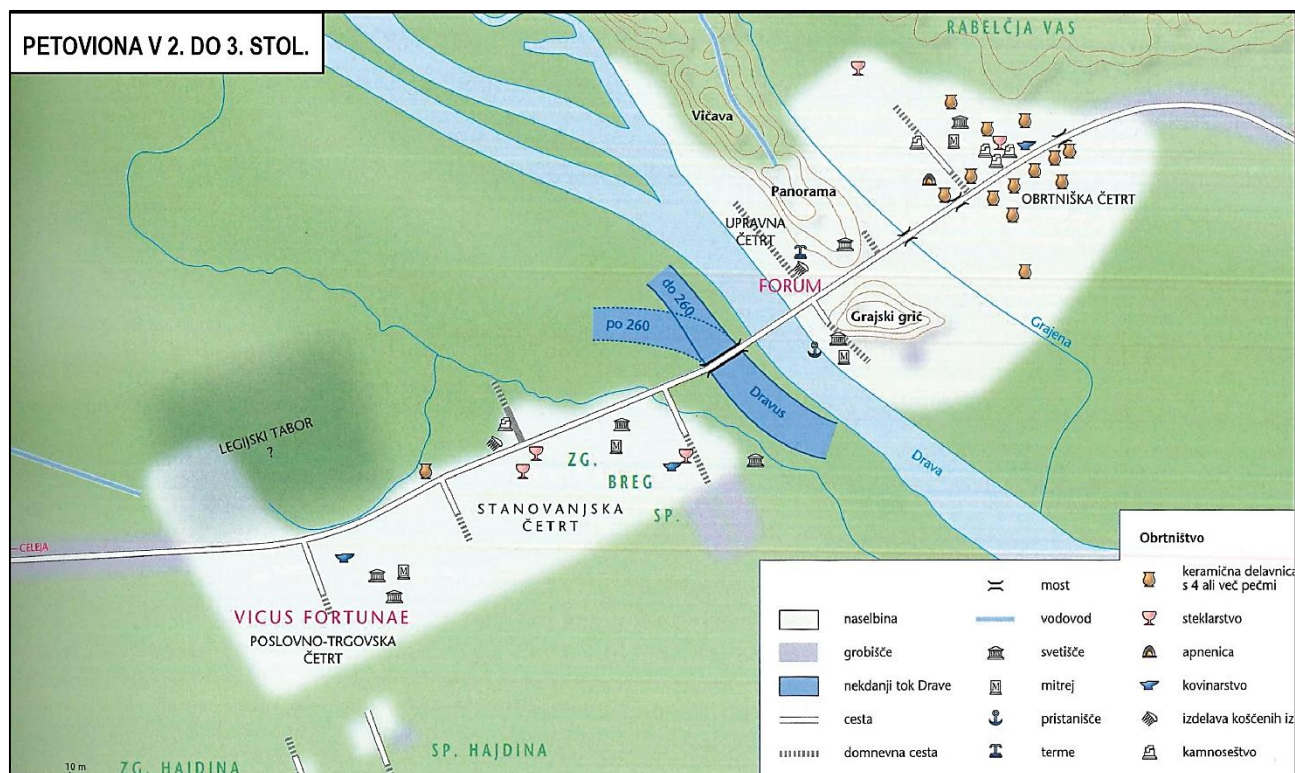 PETOVIONA V 2. DO 3. STOL.
RABELČJA VAS
Vičava
Panorama
UPRAVNA
ČETRT
OBRTNIŠKA ČETRT
FORUM
Grajski grič
Grajena
do 260
po 260
Dravus
Drava
LEGIJSKI TABOR
?
ZG.
BREG
SP.
STANOVANJSKA
ČETRT
CELEJA
VICUS FORTUNAE
POSLOVNO-TRGOVSKA
ČETRT
SP. HAJDINA
ZG. HAJDINA
10 m
M
M
M
M
naselbina
grobišče
nekdanji tok Drave
cesta
domnevna cesta
most
vodovod
svetišče
M
mitrej
pristanišče
terme
Obrtništvo
keramična delavnica
s 4 ali več pečmi
steklarstvo
apnenica
kovinarstvo
izdelava koščenih iz
kamnoseštvo